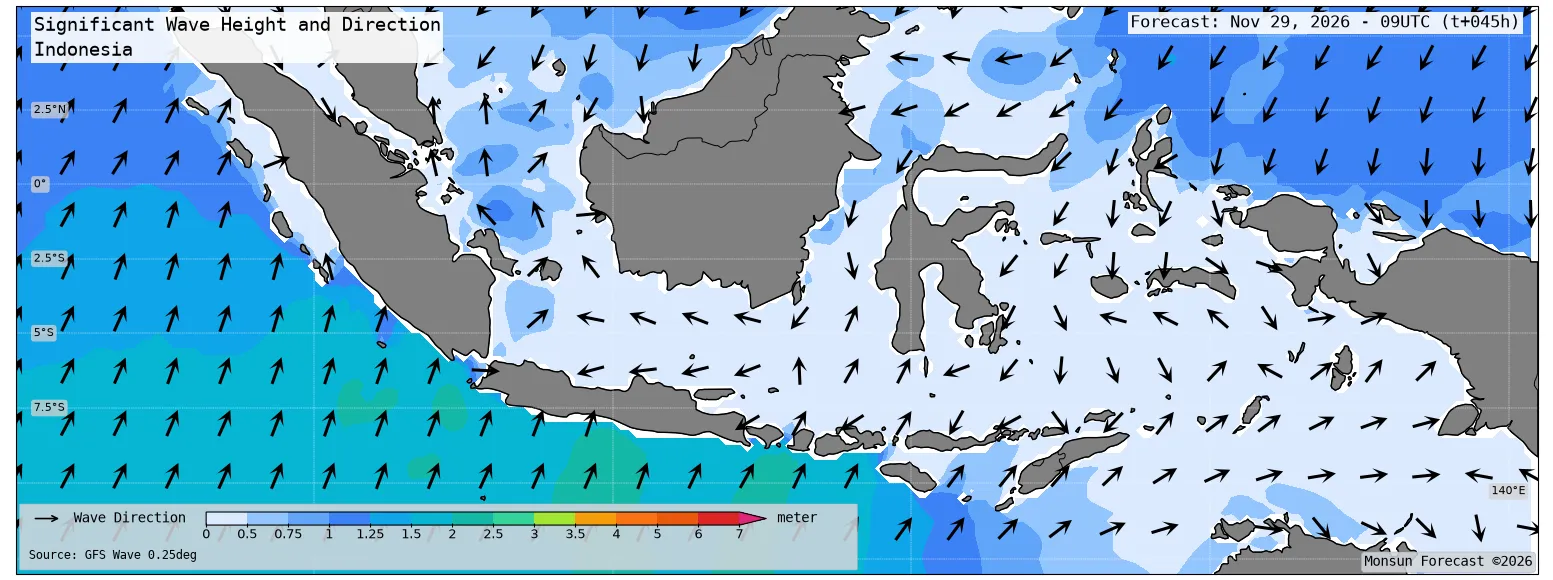 Significant Wave Height and Direction
Indonesia
Forecast: Nov 29, 2026 - 09UTC (t+045h)
2.5°N
0°
2.5°S
5°S
7.5°S
140°E
Wave Direction
0 0.5 0.75 1 1.25 1.5 2 2.5 3 3.5 4 5 6 7
meter
Source: GFS Wave 0.25deg
Monsun Forecast ©2026